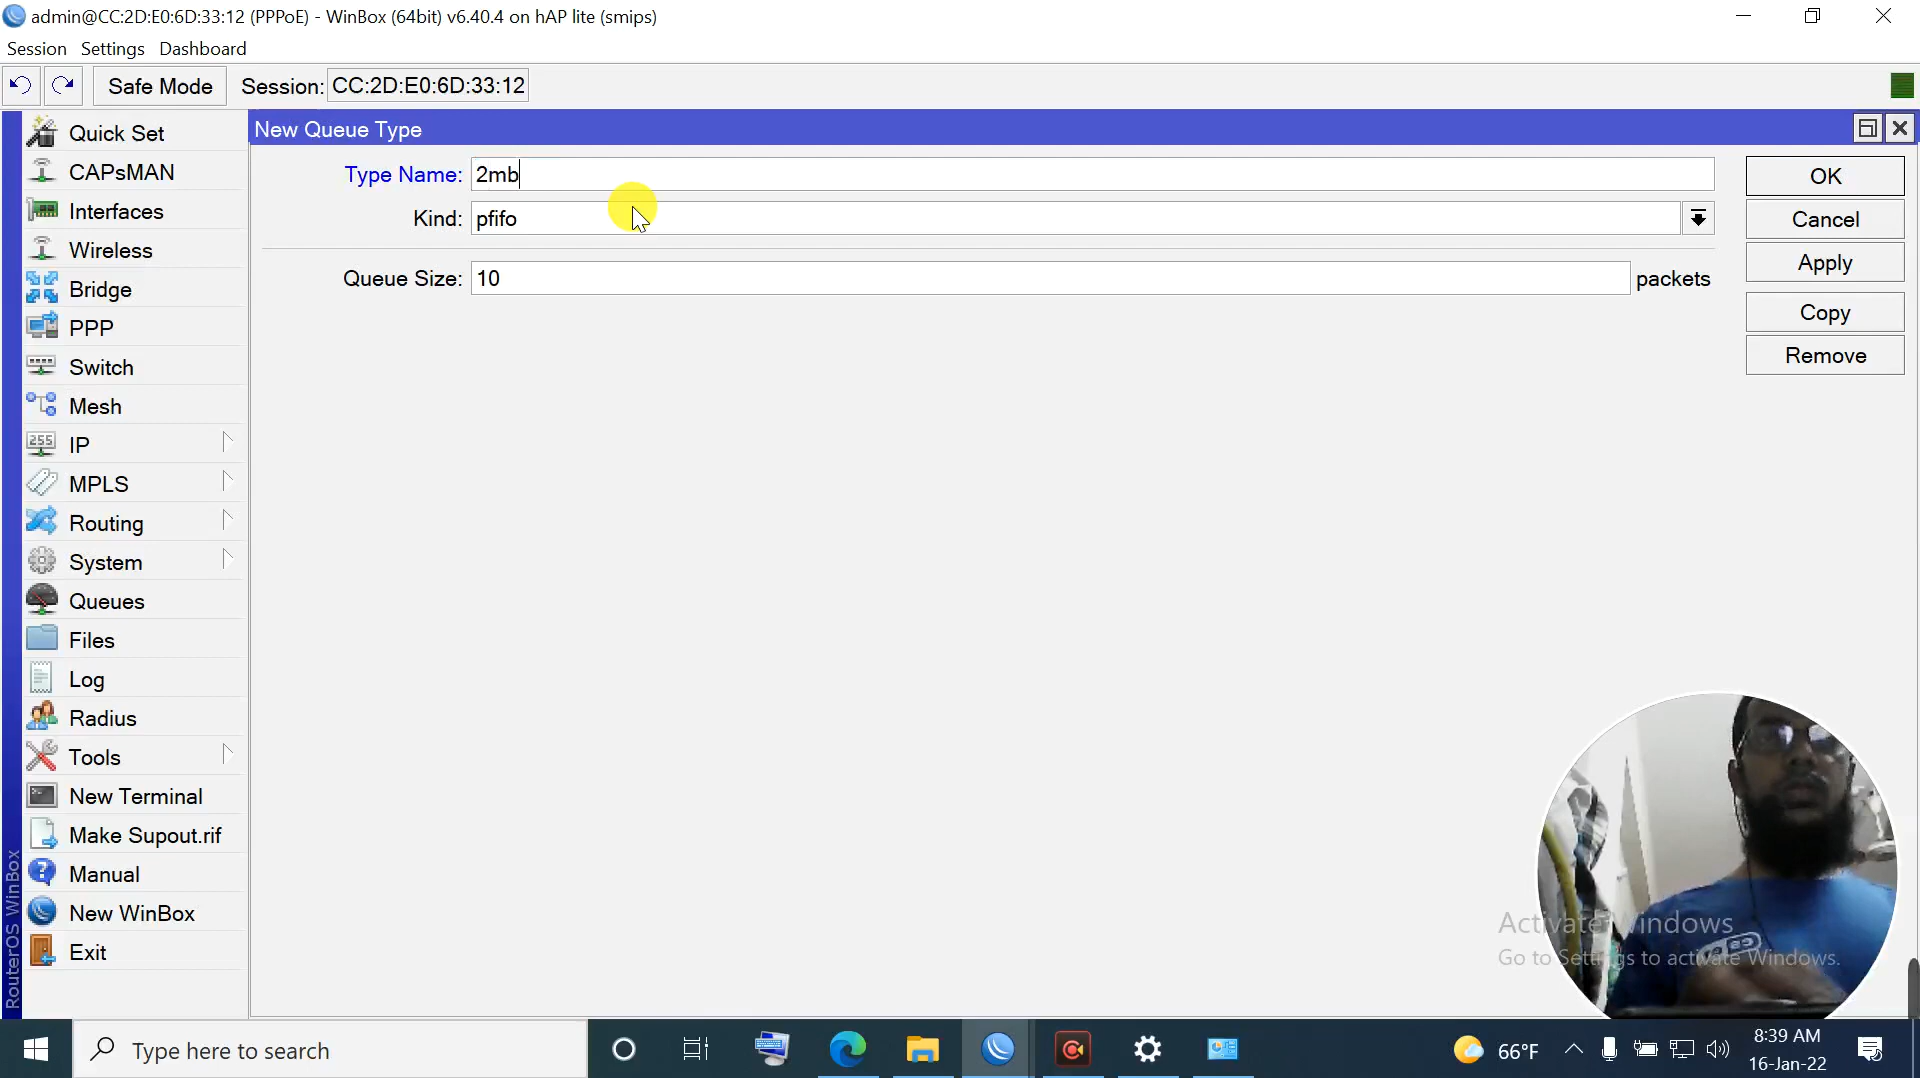 admin@CC:2D:E0:6D:33:12 (PPPoE) - WinBox (64bit) v6.40.4 on hAP lite (smips)
Session Settings Dashboard
Safe Mode Session: CC:2D:E0:6D:33:12
New Queue Type
Type Name: 2mb
Kind: pfifo
Queue Size: 10 packets
OK
Cancel
Apply
Copy
Remove
Quick Set
CAPsMAN
Interfaces
Wireless
Bridge
PPP
Switch
Mesh
255 IP
MPLS
Routing
System
Queues
Files
Log
Radius
Tools
New Terminal
Make Supout.rif
Manual
New WinBox
Exit
RouterOS WinBox
Activate Windows
Go to Settings to activate Windows.
Type here to search
66°F
8:39 AM
16-Jan-22